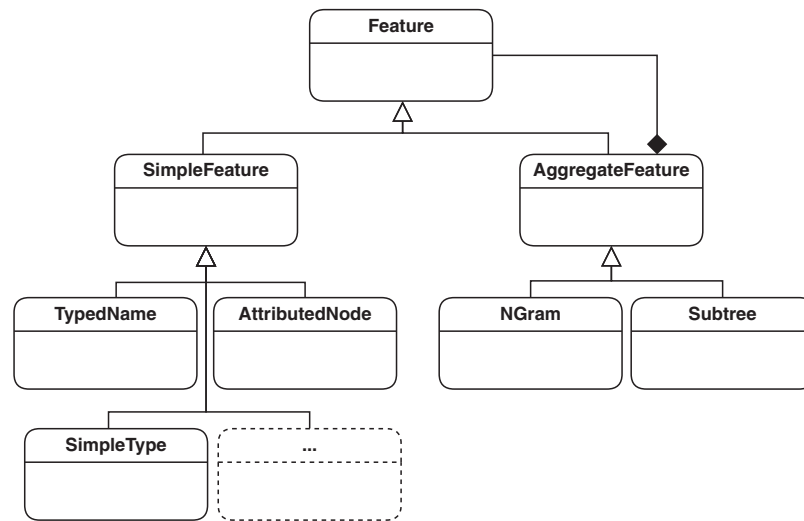 Feature
SimpleFeature
AggregateFeature
TypedName
AttributedNode
NGram
Subtree
SimpleType
...